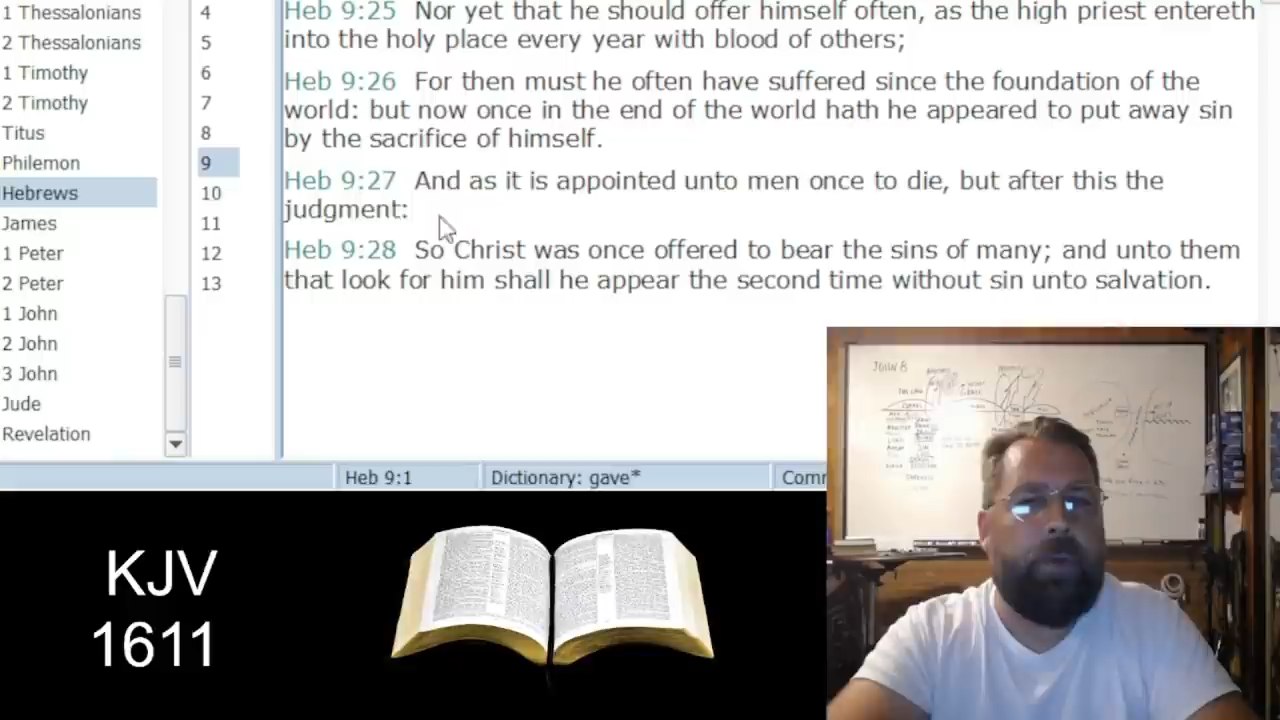 1 Thessalonians
2 Thessalonians
1 Timothy
2 Timothy
Titus
Philemon
Hebrews
James
1 Peter
2 Peter
1 John
2 John
3 John
Jude
Revelation
4
5
6
7
8
9
10
11
12
13
Heb 9:25 Nor yet that he should offer himself often, as the high priest entereth
into the holy place every year with blood of others;
Heb 9:26 For then must he often have suffered since the foundation of the
world: but now once in the end of the world hath he appeared to put away sin
by the sacrifice of himself.
Heb 9:27 And as it is appointed unto men once to die, but after this the
judgment:
Heb 9:28 So Christ was once offered to bear the sins of many; and unto them
that look for him shall he appear the second time without sin unto salvation.
Heb 9:1
Dictionary: gave*
Comm
KJV
1611
JOHN 8